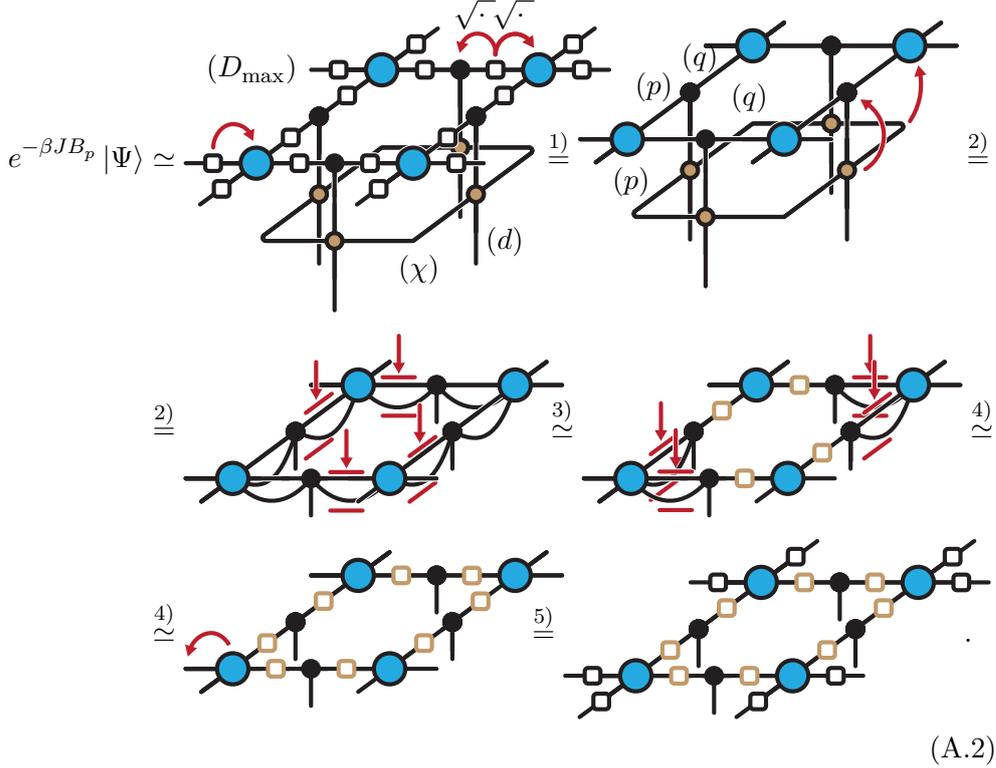 √· √·
(D_max) (q)
(p) (q)
e^{-βJB_p} |Ψ⟩ ≃ 1) = 2) =
(p)
(d)
(χ)
2) = 3) ≃ 4) ≃
4) ≃ 5) = .
(A.2)